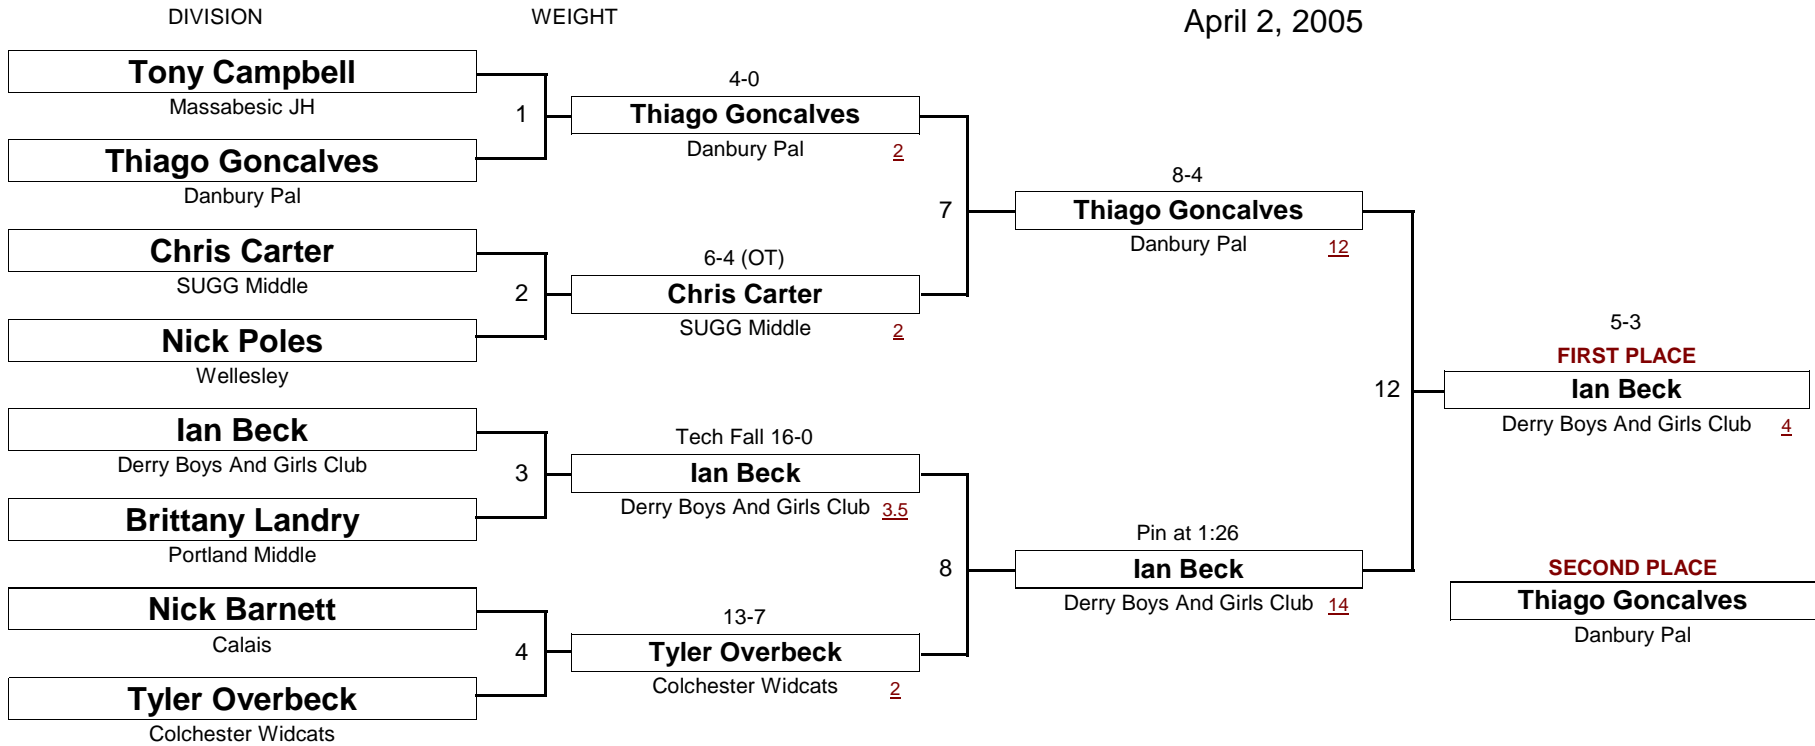 DIVISION
WEIGHT
April 2, 2005
Tony Campbell
Massabesic JH
1
Thiago Goncalves
Danbury Pal
4-0
Thiago Goncalves
Danbury Pal 2
Chris Carter
SUGG Middle
2
Nick Poles
Wellesley
6-4 (OT)
Chris Carter
SUGG Middle 2
7
8-4
Thiago Goncalves
Danbury Pal 12
Ian Beck
Derry Boys And Girls Club
3
Brittany Landry
Portland Middle
Tech Fall 16-0
Ian Beck
Derry Boys And Girls Club 3.5
Nick Barnett
Calais
4
Tyler Overbeck
Colchester Widcats
13-7
Tyler Overbeck
Colchester Widcats 2
8
Pin at 1:26
Ian Beck
Derry Boys And Girls Club 14
12
5-3
FIRST PLACE
Ian Beck
Derry Boys And Girls Club 4
SECOND PLACE
Thiago Goncalves
Danbury Pal